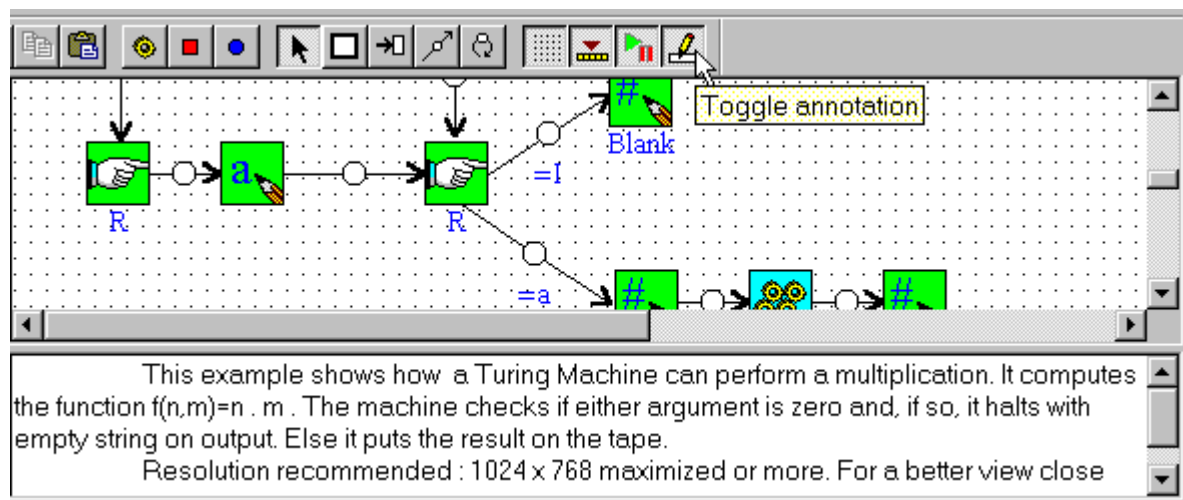 Toggle annotation
#
Blank
a
=I
R
R
=a
#
#
This example shows how a Turing Machine can perform a multiplication. It computes
the function f(n,m)=n . m . The machine checks if either argument is zero and, if so, it halts with
empty string on output. Else it puts the result on the tape.
Resolution recommended : 1024 x 768 maximized or more. For a better view close